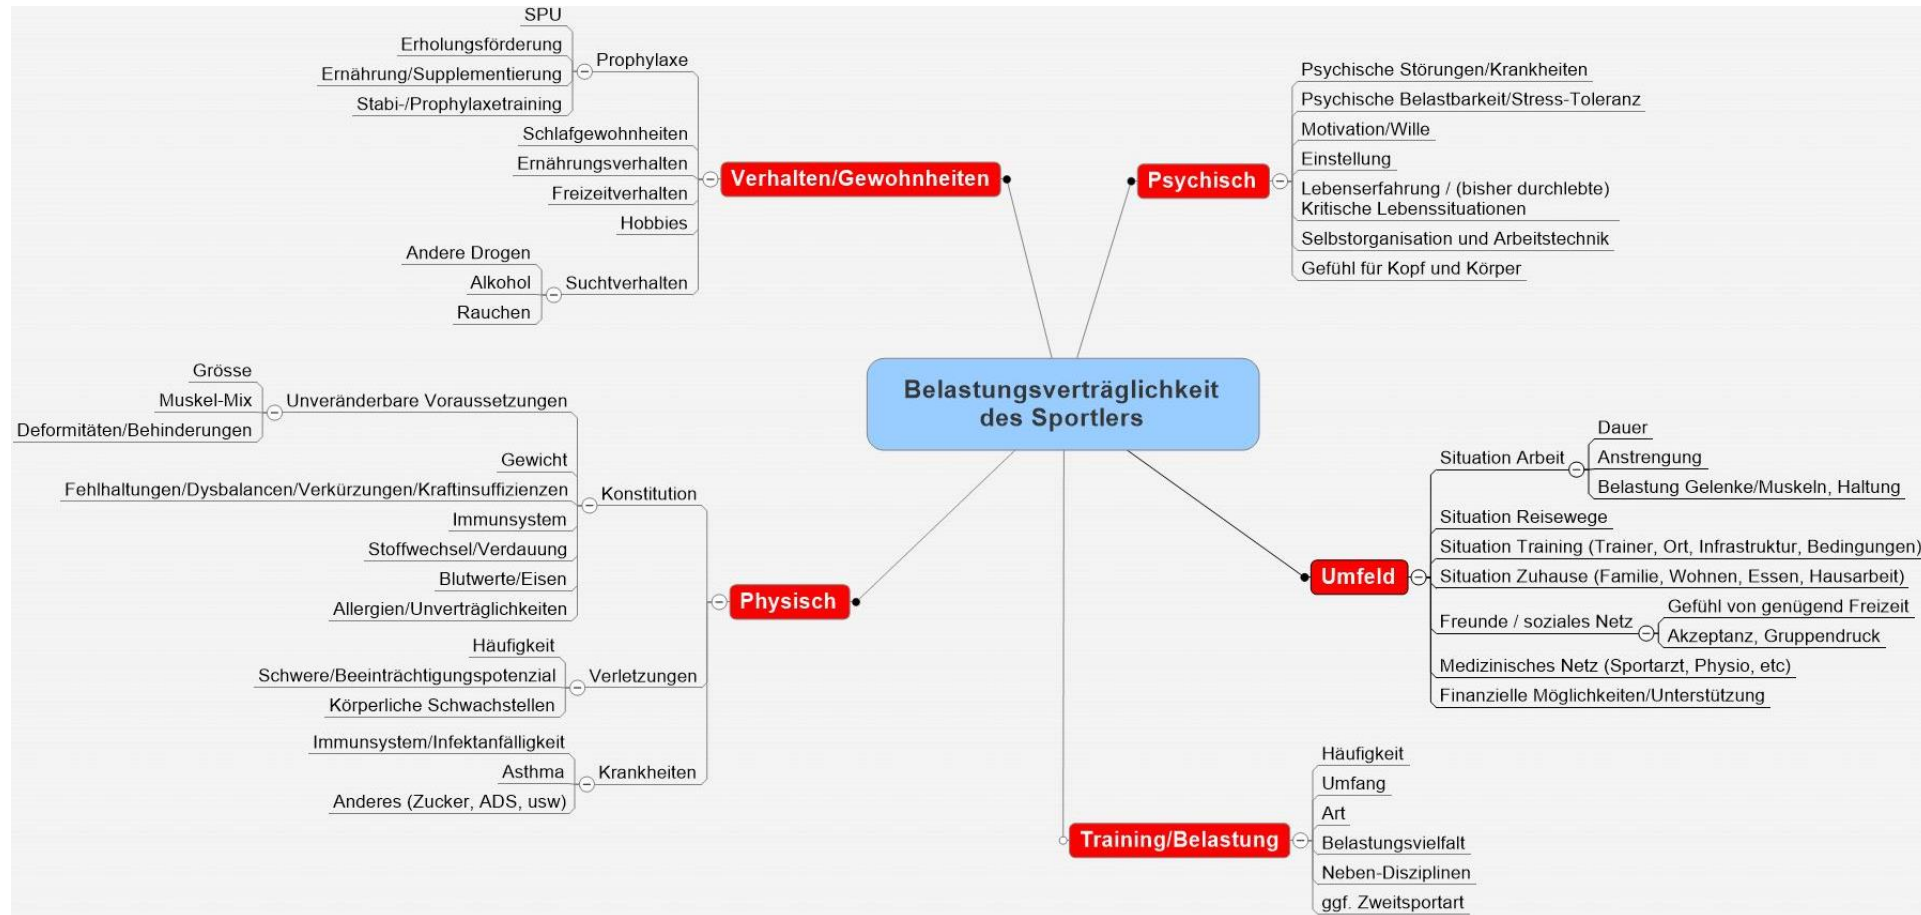 Belastungsverträglichkeit
des Sportlers
Verhalten/Gewohnheiten
Prophylaxe
SPU
Erholungsförderung
Ernährung/Supplementierung
Stabi-/Prophylaxetraining
Schlafgewohnheiten
Ernährungsverhalten
Freizeitverhalten
Hobbies
Suchtverhalten
Andere Drogen
Alkohol
Rauchen
Psychisch
Psychische Störungen/Krankheiten
Psychische Belastbarkeit/Stress-Toleranz
Motivation/Wille
Einstellung
Lebenserfahrung / (bisher durchlebte)
Kritische Lebenssituationen
Selbstorganisation und Arbeitstechnik
Gefühl für Kopf und Körper
Physisch
Konstitution
Unveränderbare Voraussetzungen
Grösse
Muskel-Mix
Deformitäten/Behinderungen
Gewicht
Fehlhaltungen/Dysbalancen/Verkürzungen/Kraftinsuffizienzen
Immunsystem
Stoffwechsel/Verdauung
Blutwerte/Eisen
Allergien/Unverträglichkeiten
Verletzungen
Häufigkeit
Schwere/Beeinträchtigungspotenzial
Körperliche Schwachstellen
Krankheiten
Immunsystem/Infektanfälligkeit
Asthma
Anderes (Zucker, ADS, usw)
Umfeld
Situation Arbeit
Dauer
Anstrengung
Belastung Gelenke/Muskeln, Haltung
Situation Reisewege
Situation Training (Trainer, Ort, Infrastruktur, Bedingungen)
Situation Zuhause (Familie, Wohnen, Essen, Hausarbeit)
Freunde / soziales Netz
Gefühl von genügend Freizeit
Akzeptanz, Gruppendruck
Medizinisches Netz (Sportarzt, Physio, etc)
Finanzielle Möglichkeiten/Unterstützung
Training/Belastung
Häufigkeit
Umfang
Art
Belastungsvielfalt
Neben-Disziplinen
ggf. Zweitsportart